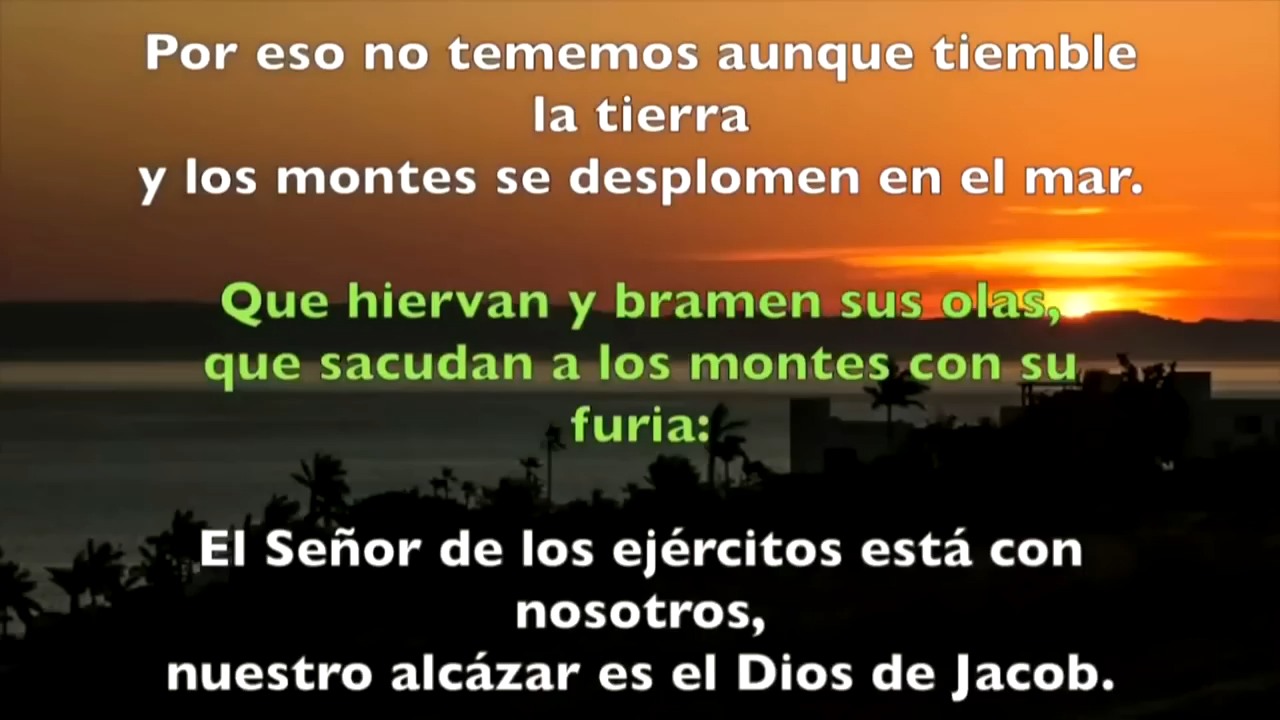 Por eso no tememos aunque tiemble
la tierra
y los montes se desplomen en el mar.
Que hiervan y bramen sus olas,
que sacudan a los montes con su
furia:
El Señor de los ejércitos está con
nosotros,
nuestro alcázar es el Dios de Jacob.